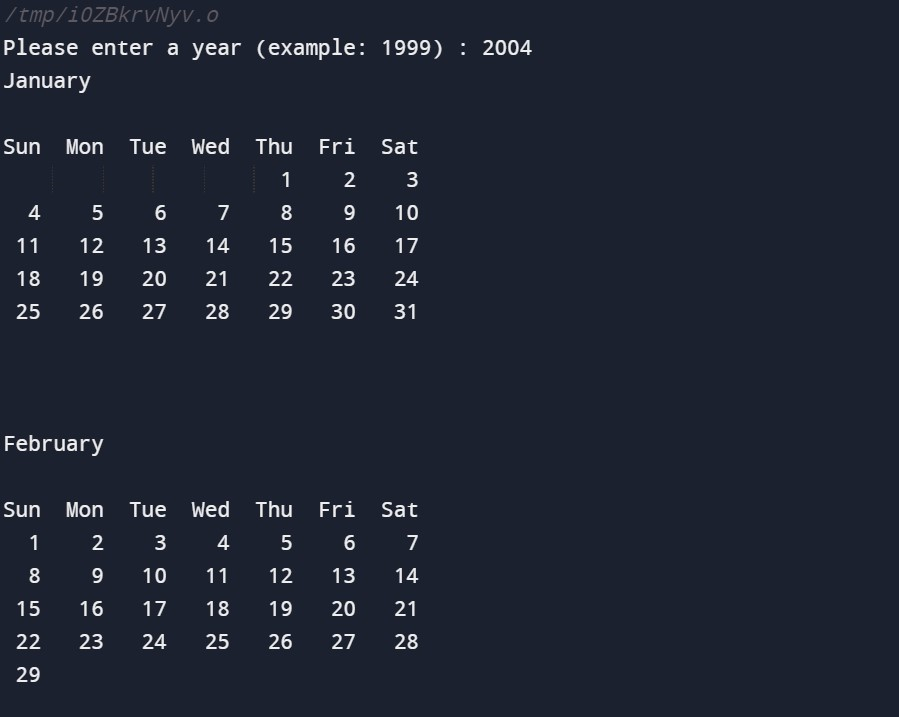 /tmp/iOZBkrvNyv.o
Please enter a year (example: 1999) : 2004
January
Sun  Mon  Tue  Wed  Thu  Fri  Sat
                      1    2    3
  4    5    6    7    8    9   10
 11   12   13   14   15   16   17
 18   19   20   21   22   23   24
 25   26   27   28   29   30   31
February
Sun  Mon  Tue  Wed  Thu  Fri  Sat
  1    2    3    4    5    6    7
  8    9   10   11   12   13   14
 15   16   17   18   19   20   21
 22   23   24   25   26   27   28
 29